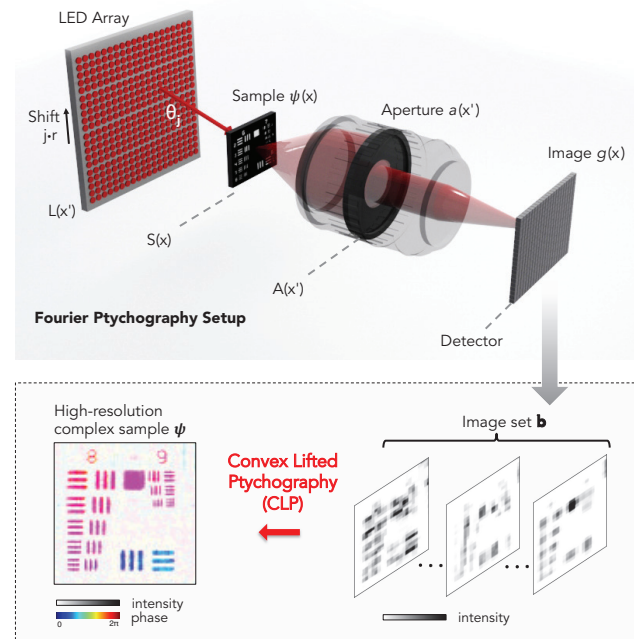 LED Array
Sample ψ(x)
θj
Aperture a(x')
Shift
j•r
Image g(x)
L(x')
S(x)
A(x')
Fourier Ptychography Setup
Detector
High-resolution
complex sample ψ
Image set b
Convex Lifted
Ptychography
(CLP)
8 9
intensity
phase
0 2π
intensity